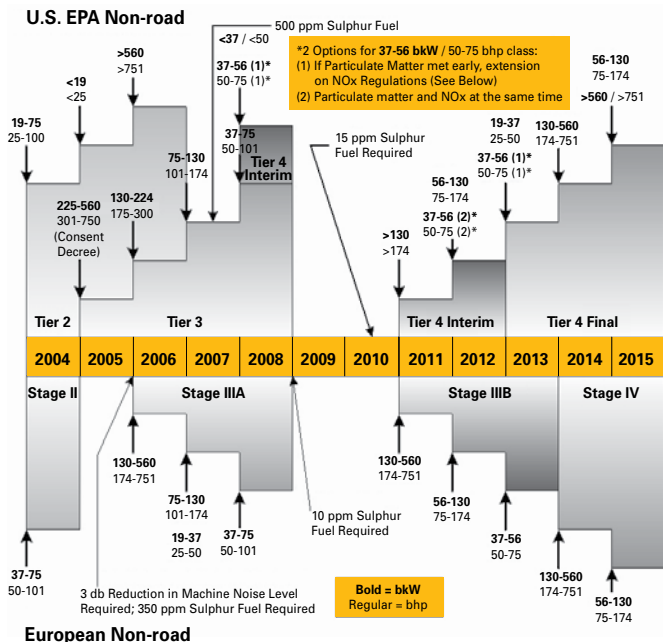 U.S. EPA Non-road
500 ppm Sulphur Fuel
<37 / <50
*2 Options for 37-56 bkW / 50-75 bhp class:
(1) If Particulate Matter met early, extension
on NOx Regulations (See Below)
(2) Particulate matter and NOx at the same time
>560
>751
<19
<25
37-56 (1)*
50-75 (1)*
56-130
75-174
>560 / >751
19-75
25-100
37-75
50-101
Tier 4
Interim
15 ppm Sulphur
Fuel Required
19-37
25-50
37-56 (1)*
50-75 (1)*
130-560
174-751
75-130
101-174
225-560
301-750
(Consent
Decree)
130-224
175-300
56-130
75-174
37-56 (2)*
50-75 (2)*
>130
>174
Tier 2
Tier 3
Tier 4 Interim
Tier 4 Final
2004
2005
2006
2007
2008
2009
2010
2011
2012
2013
2014
2015
Stage II
Stage IIIA
Stage IIIB
Stage IV
130-560
174-751
75-130
101-174
19-37
25-50
37-75
50-101
10 ppm Sulphur
Fuel Required
130-560
174-751
56-130
75-174
37-56
50-75
130-560
174-751
56-130
75-174
37-75
50-101
3 db Reduction in Machine Noise Level
Required; 350 ppm Sulphur Fuel Required
Bold = bkW
Regular = bhp
European Non-road